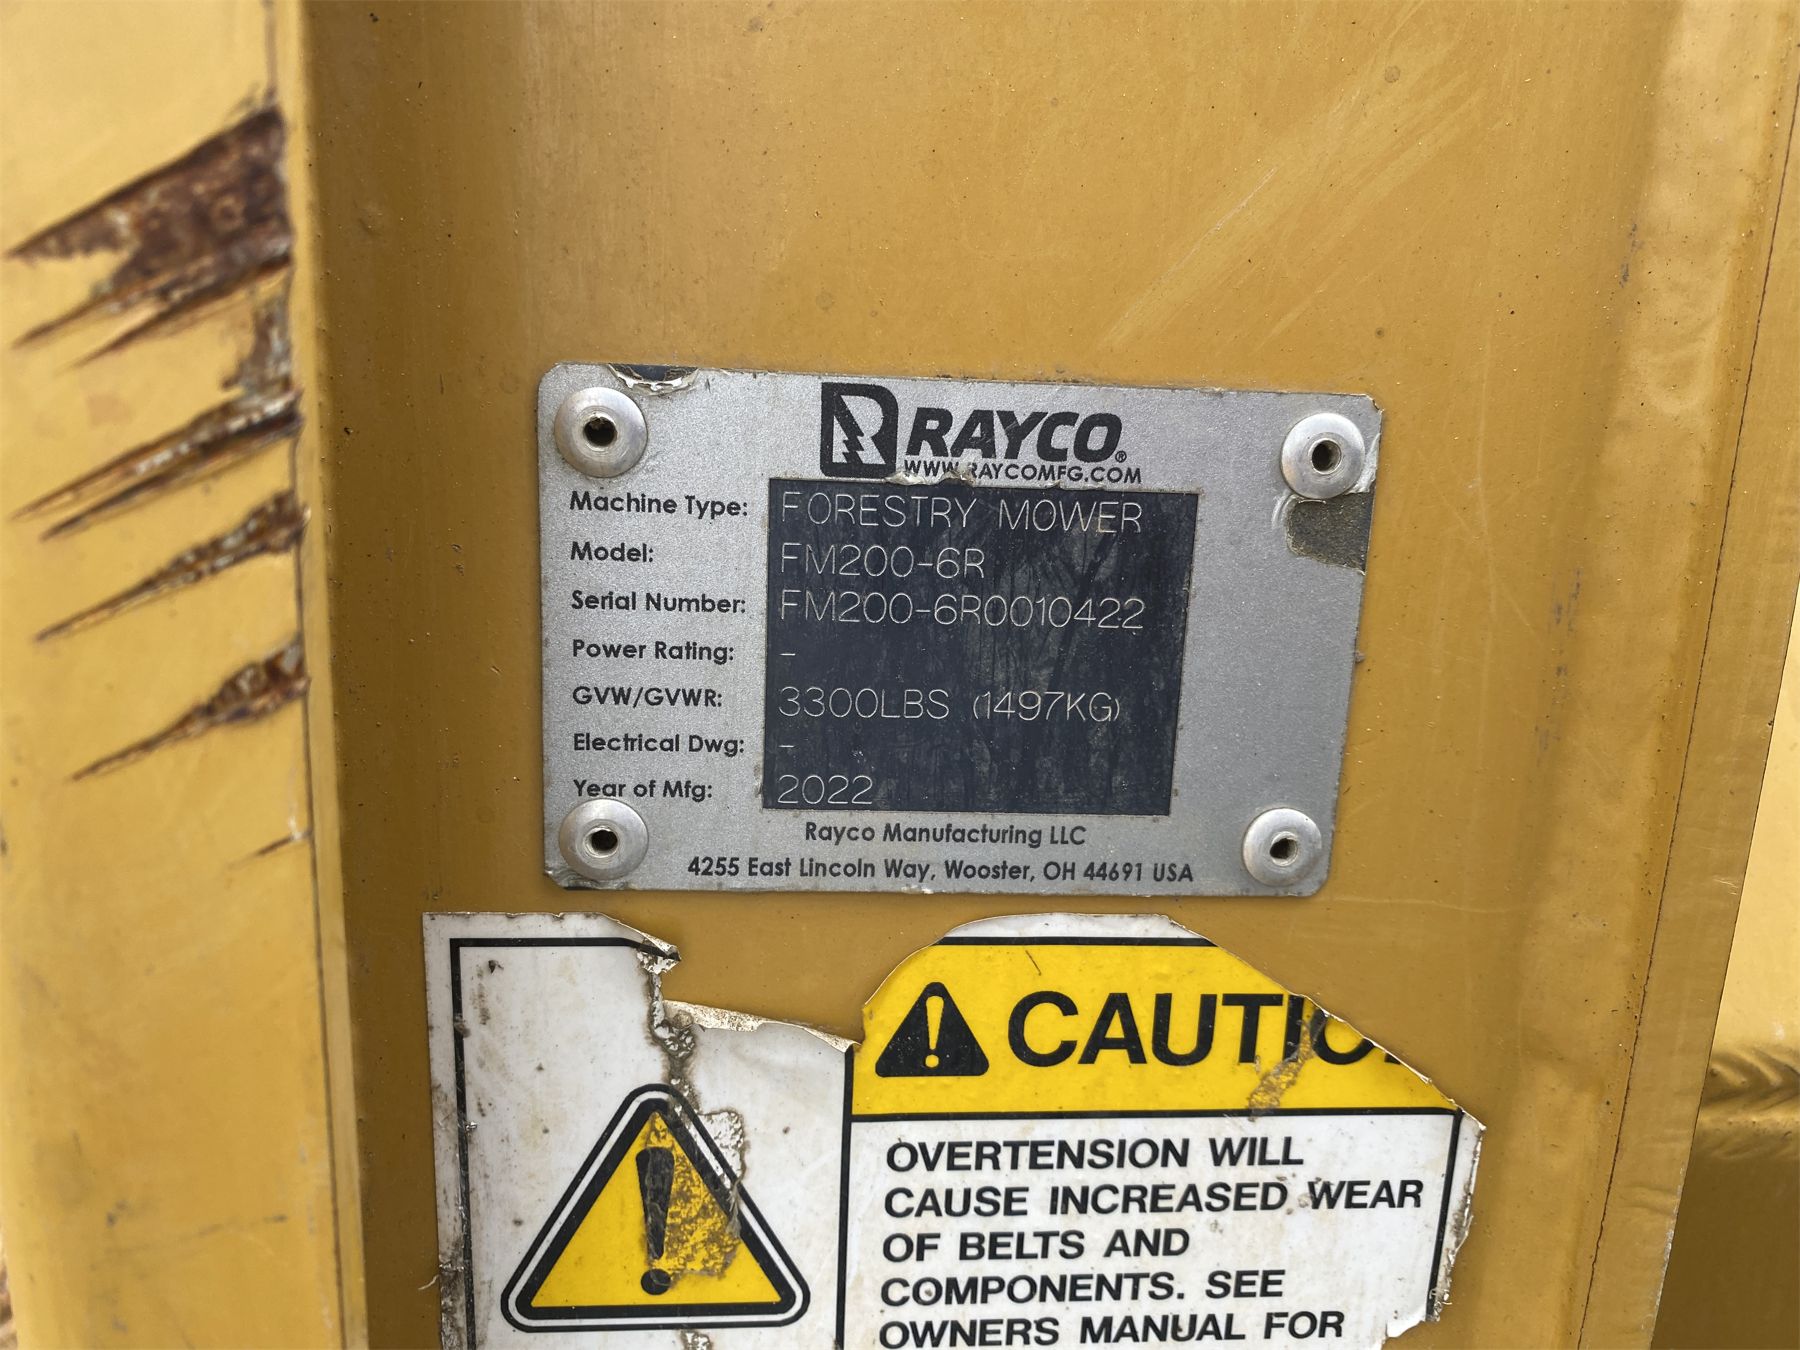 RAYCO®
WWW.RAYCOMFG.COM
Machine Type: FORESTRY MOWER
Model: FM200-6R
Serial Number: FM200-6R0010422
Power Rating: -
GVW/GVWR: 3300LBS (1497KG)
Electrical Dwg: -
Year of Mfg: 2022
Rayco Manufacturing LLC
4255 East Lincoln Way, Wooster, OH 44691 USA
CAUTIO
OVERTENSION WILL
CAUSE INCREASED WEAR
OF BELTS AND
COMPONENTS. SEE
OWNERS MANUAL FOR